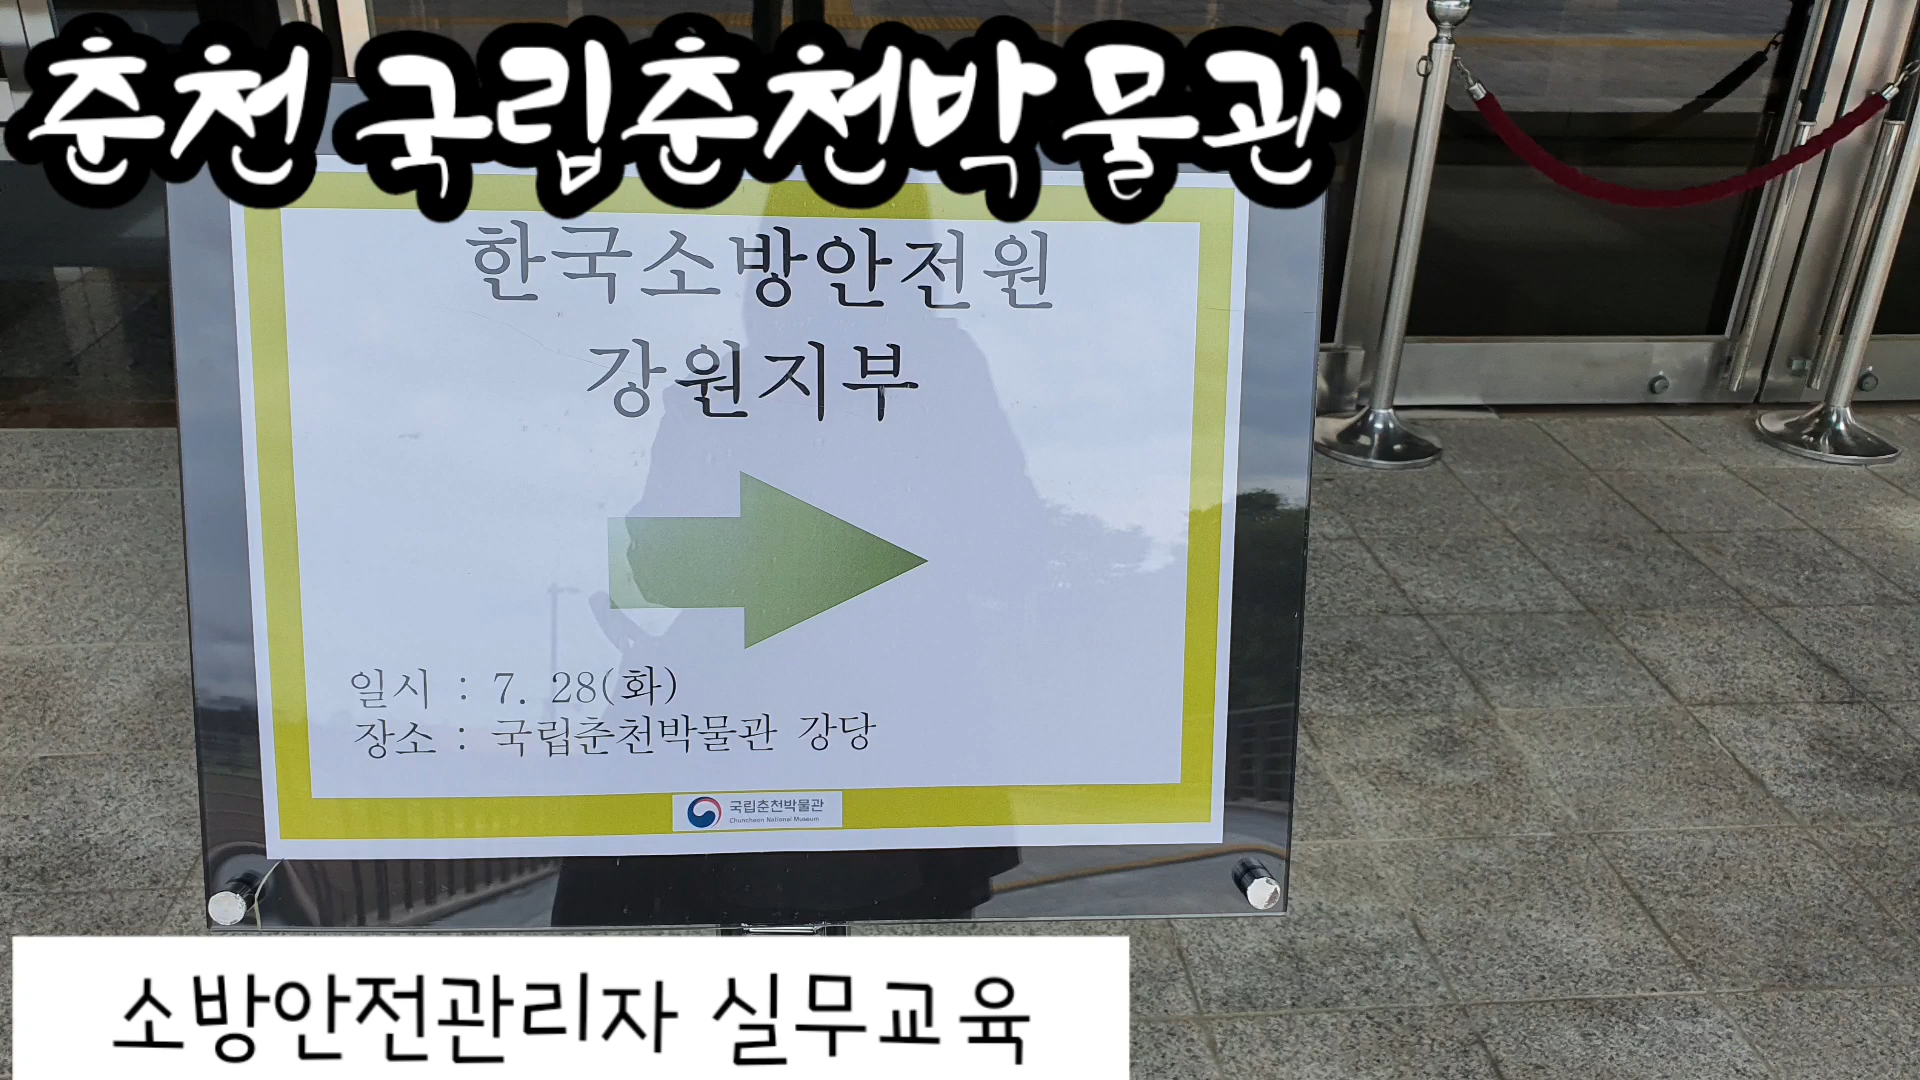 춘천 국립춘천박물관
한국소방안전원
강원지부
일시 : 7. 28(화)
장소 : 국립춘천박물관 강당
국립춘천박물관
Chuncheon National Museum
소방안전관리자 실무교육